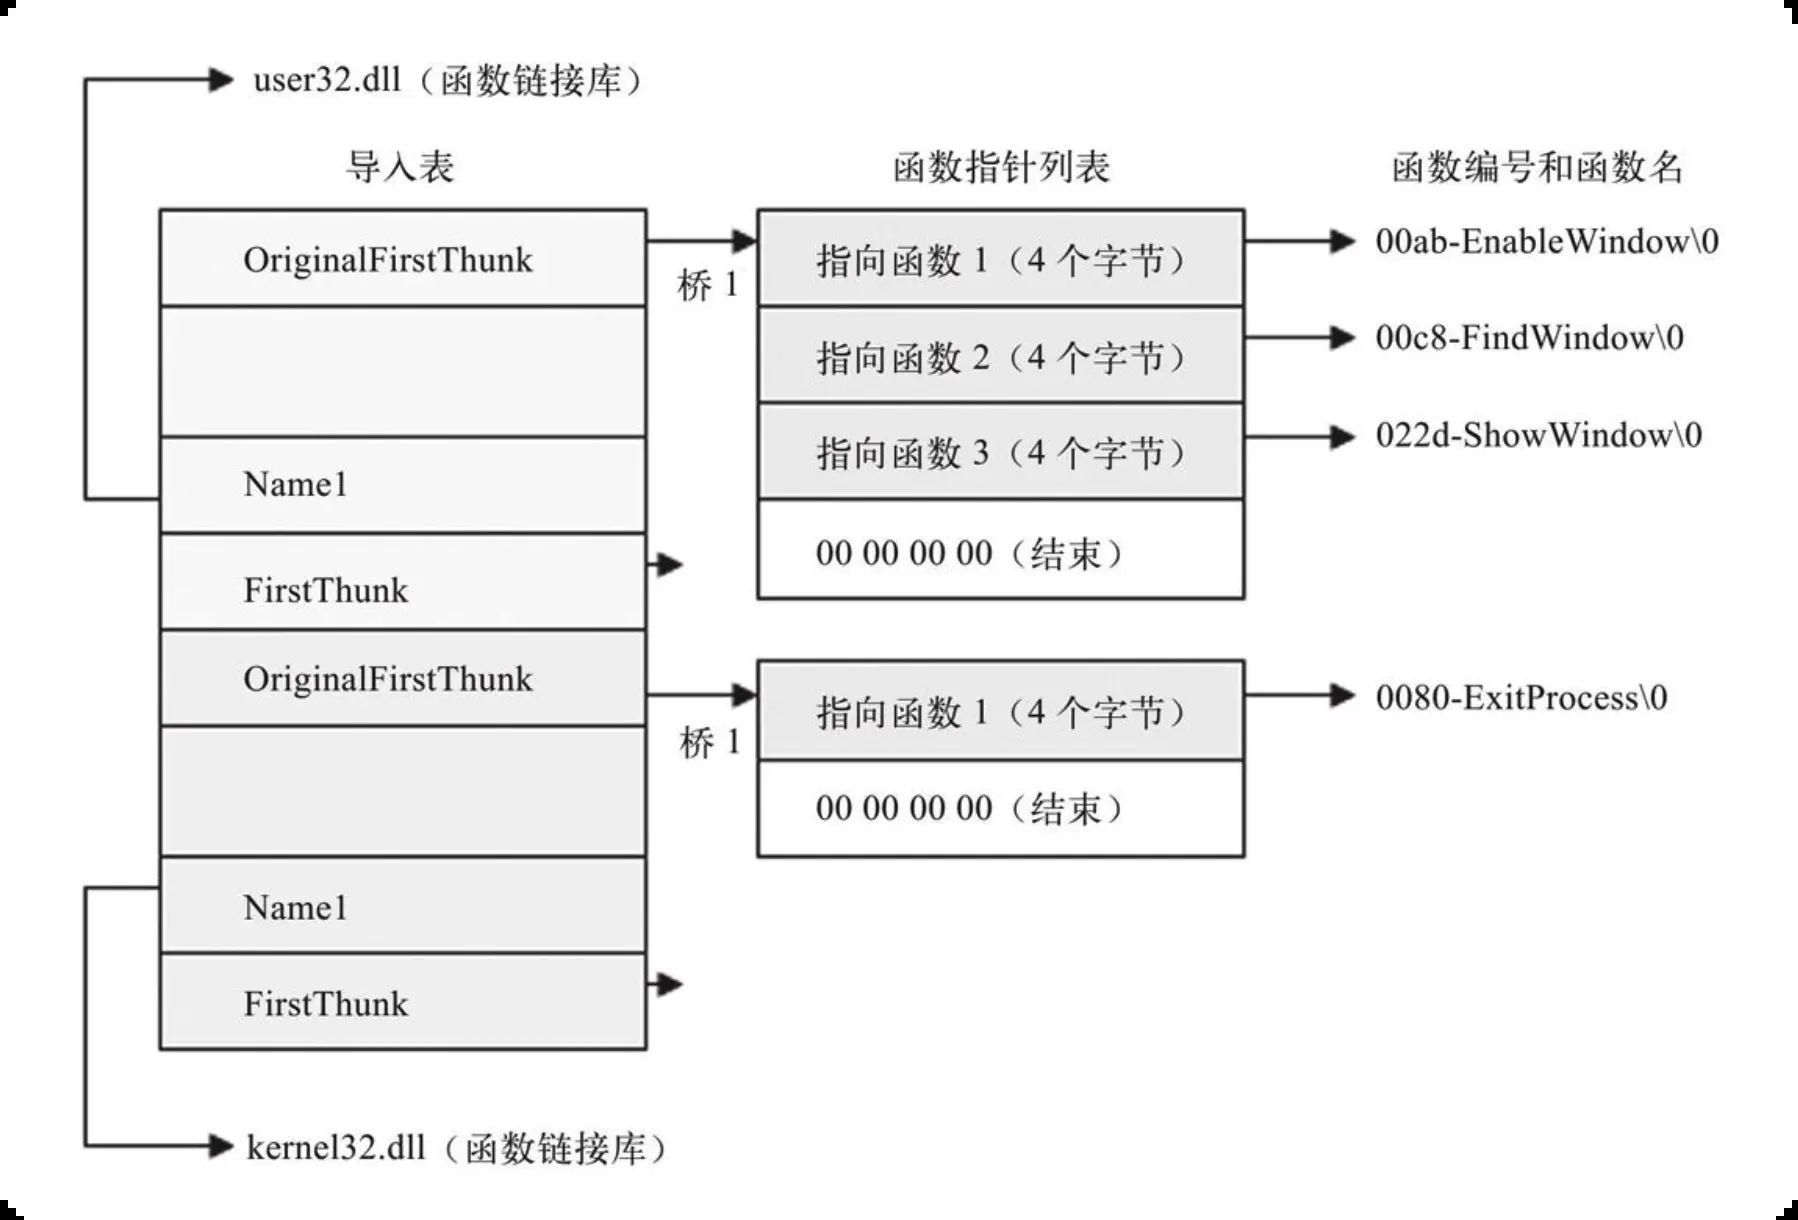 user32.dll（函数链接库）
导入表
函数指针列表
函数编号和函数名
OriginalFirstThunk
桥 1
指向函数 1（4 个字节）
00ab-EnableWindow\0
指向函数 2（4 个字节）
00c8-FindWindow\0
Name1
指向函数 3（4 个字节）
022d-ShowWindow\0
FirstThunk
00 00 00 00（结束）
OriginalFirstThunk
桥 1
指向函数 1（4 个字节）
0080-ExitProcess\0
00 00 00 00（结束）
Name1
FirstThunk
kernel32.dll（函数链接库）